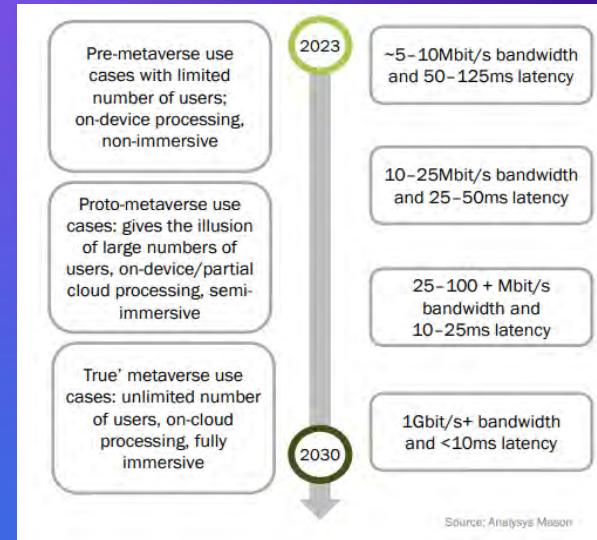 Pre-metaverse use
cases with limited
number of users;
on-device processing,
non-immersive
2023
~5–10Mbit/s bandwidth
and 50–125ms latency
Proto-metaverse use
cases: gives the illusion
of large numbers of
users, on-device/partial
cloud processing, semi-
immersive
10–25Mbit/s bandwidth
and 25–50ms latency
25–100 + Mbit/s
bandwidth and
10–25ms latency
True’ metaverse use
cases: unlimited number
of users, on-cloud
processing, fully
immersive
2030
1Gbit/s+ bandwidth
and <10ms latency
Source: Analysys Mason